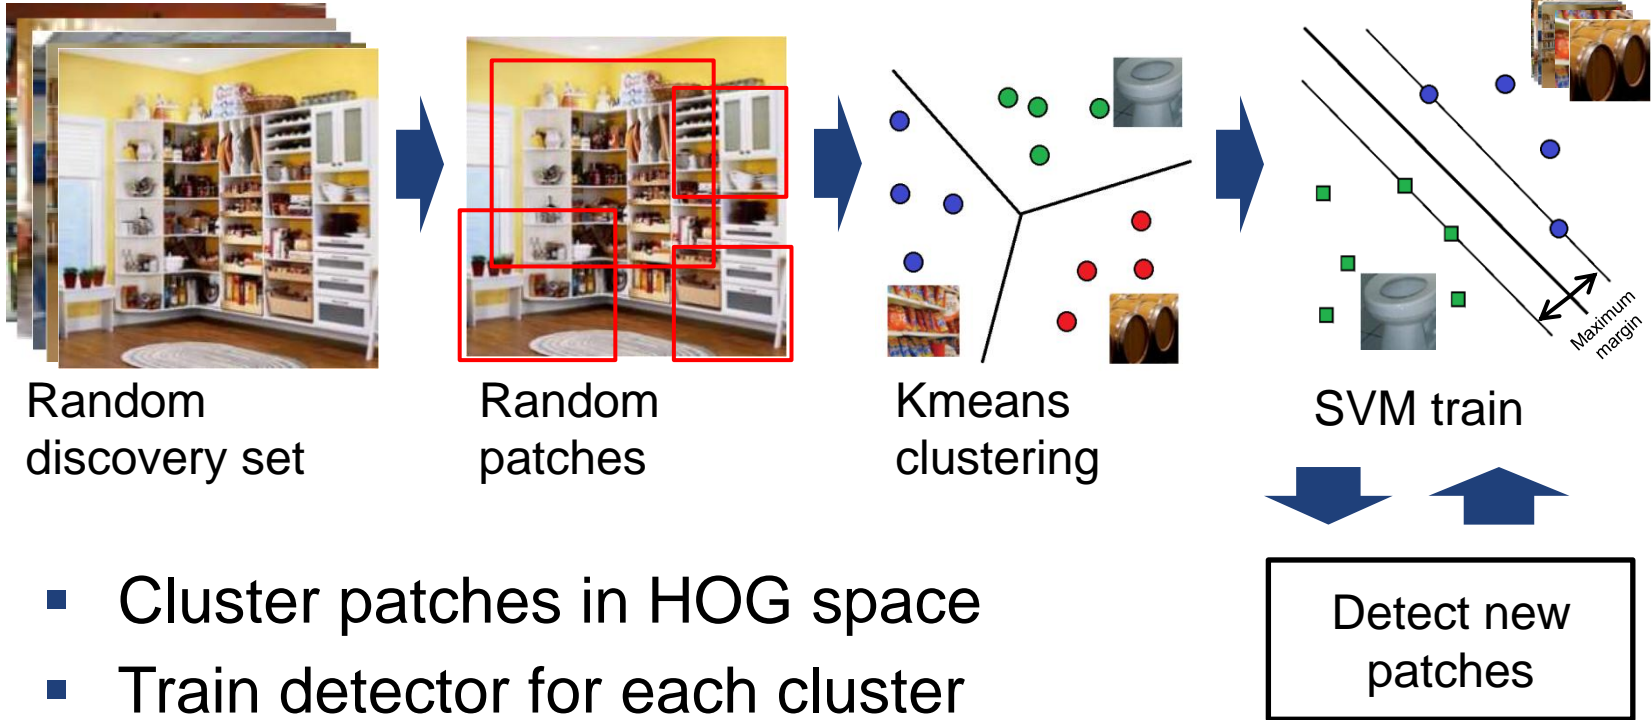 Maximum
margin
Random
discovery set
Random
patches
Kmeans
clustering
SVM train
▪ Cluster patches in HOG space
▪ Train detector for each cluster
Detect new
patches